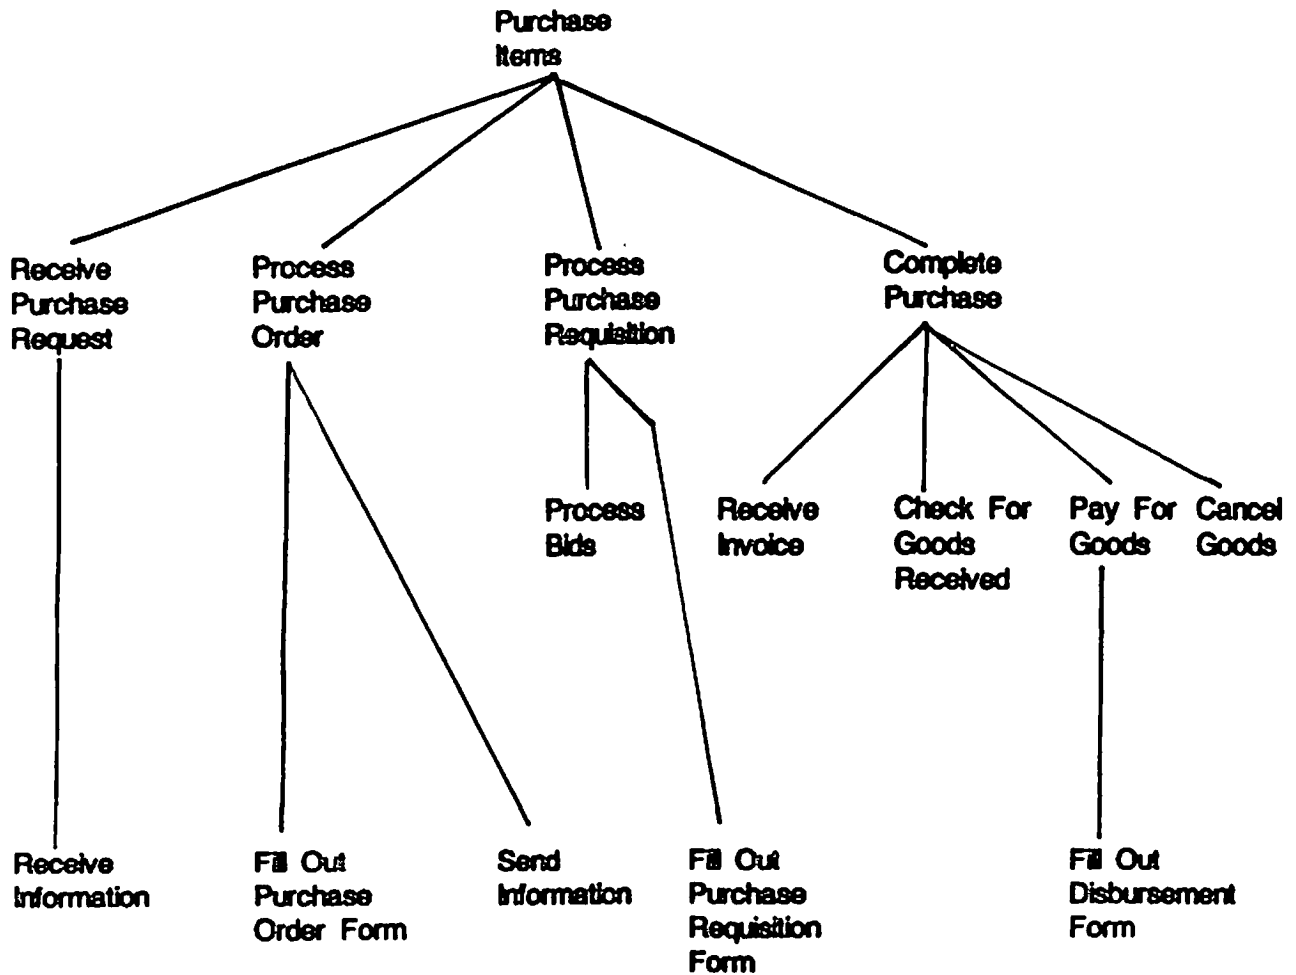 Purchase
Items
Receive
Purchase
Request
Process
Purchase
Order
Process
Purchase
Requisition
Complete
Purchase
Process
Bids
Receive
Invoice
Check For
Goods
Received
Pay For
Goods
Cancel
Goods
Receive
Information
Fill Out
Purchase
Order Form
Send
Information
Fill Out
Purchase
Requisition
Form
Fill Out
Disbursement
Form